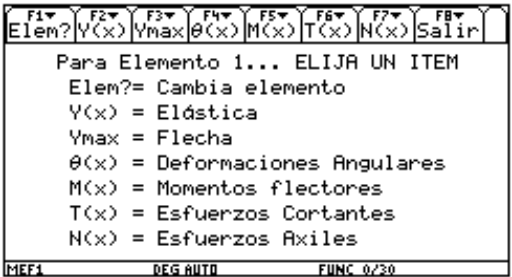 F1▾ F2▾ F3▾ F4▾ F5▾ F6▾ F7▾ F8▾
Elem? Y(x) Ymax θ(x) M(x) T(x) N(x) Salir
Para Elemento 1... ELIJA UN ITEM
Elem?= Cambia elemento
Y(x) = Elástica
Ymax = Flecha
θ(x) = Deformaciones Angulares
M(x) = Momentos flectores
T(x) = Esfuerzos Cortantes
N(x) = Esfuerzos Axiles
MEF1 DEG AUTO FUNC 0/30